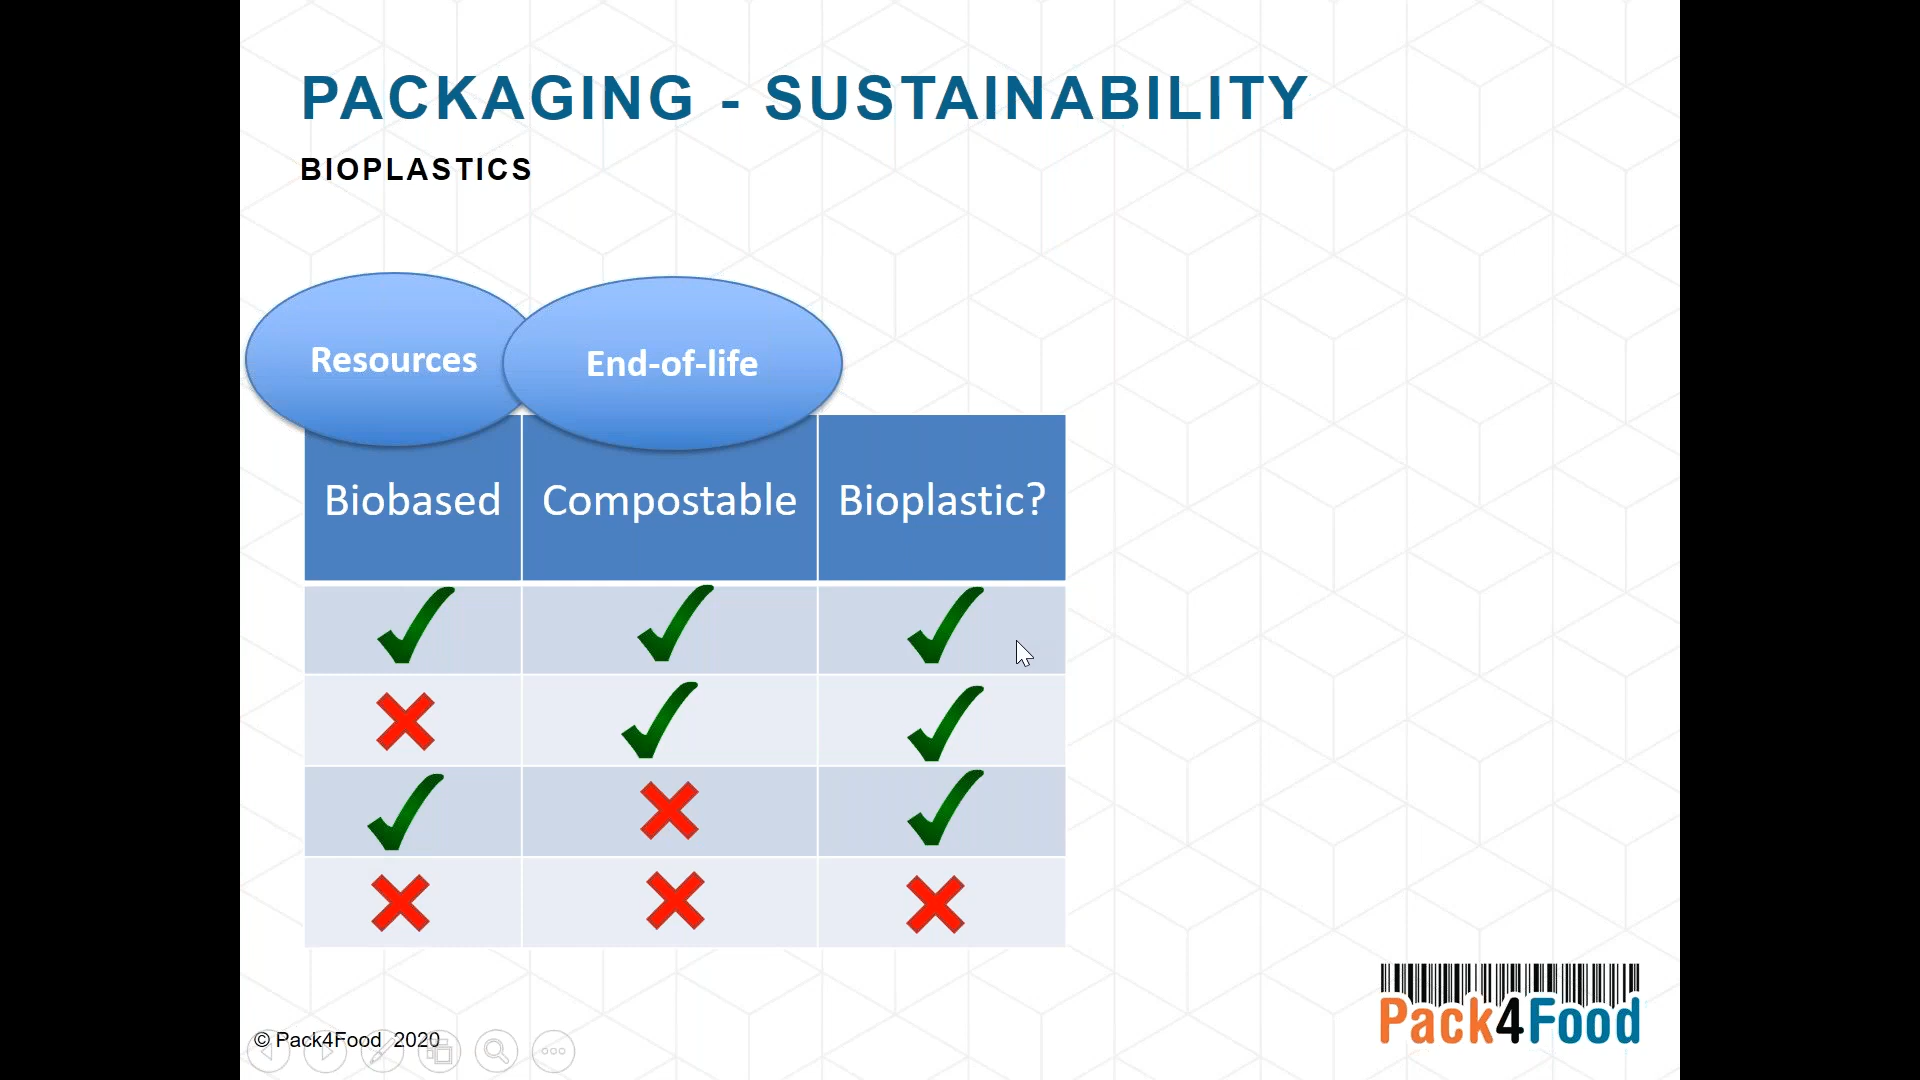 PACKAGING - SUSTAINABILITY
BIOPLASTICS
Resources
End-of-life
Biobased
Compostable
Bioplastic?
Pack4Food
© Pack4Food 2020